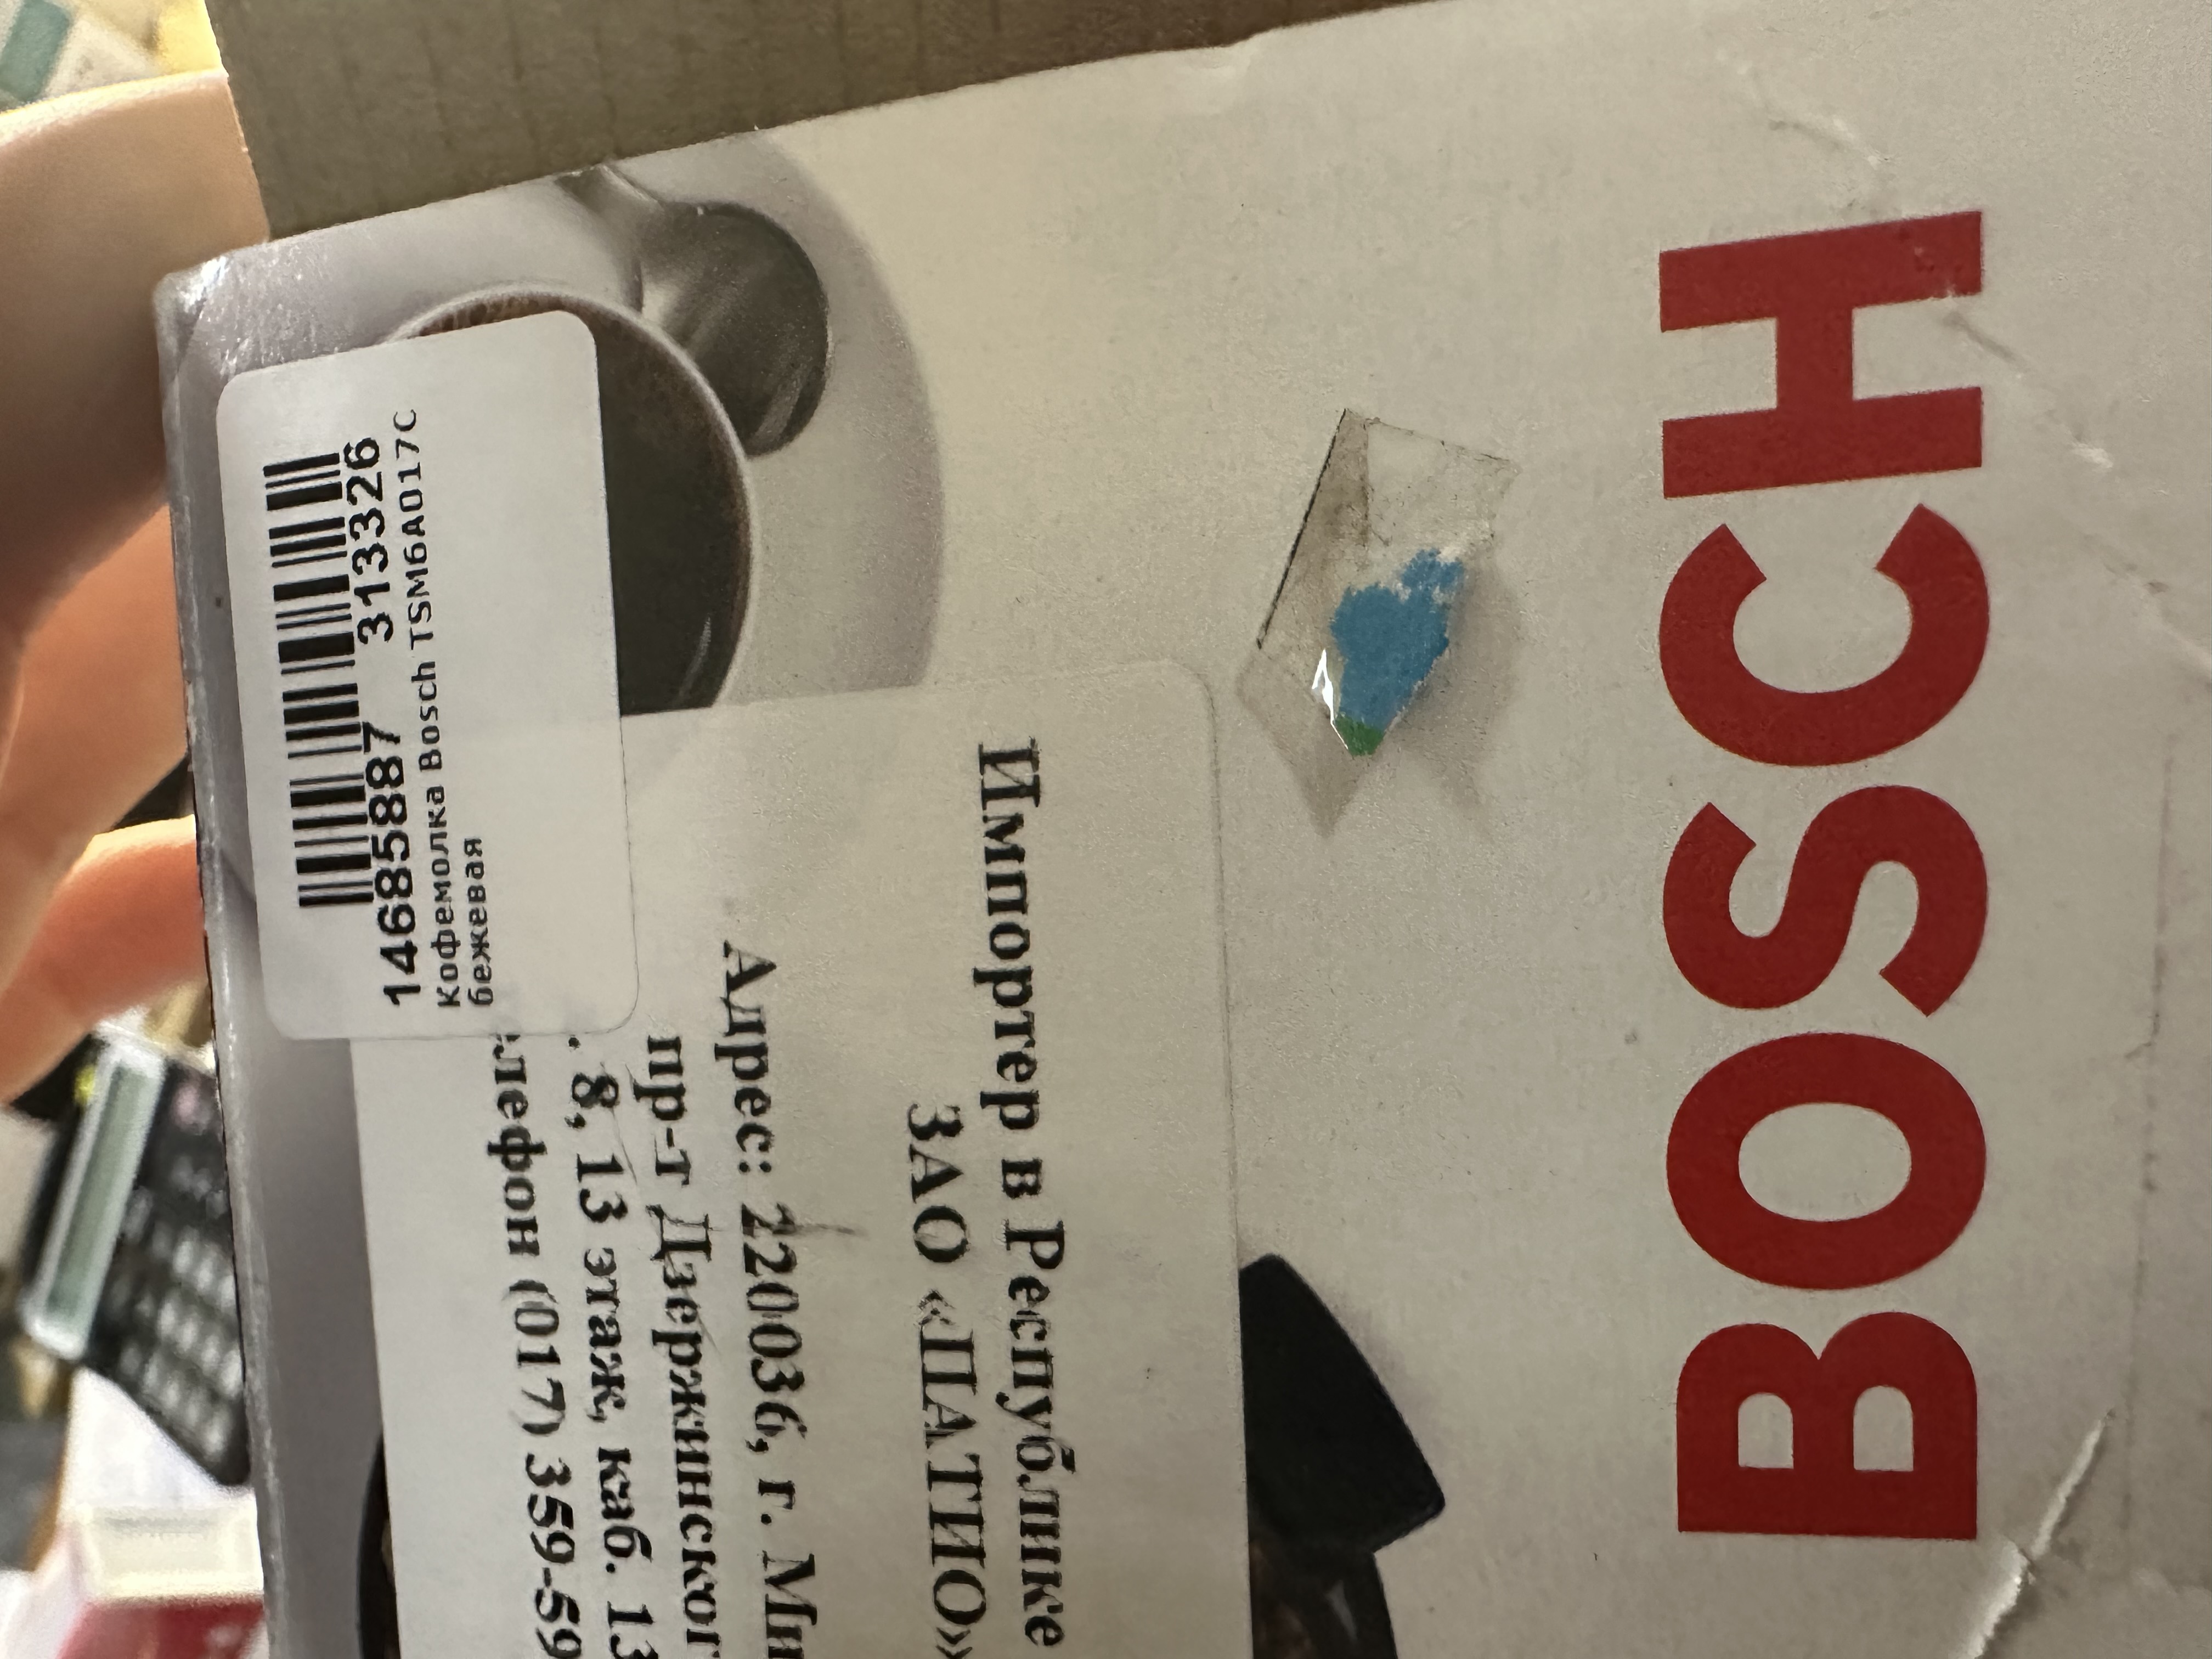 BOSCH
14685887 313326
Кофемолка Bosch TSM6A017C
бежевая
Импортер в Республике
ЗАО «ПАТИО»
Адрес: 220036, г.
пр-т
8, 13 этаж, каб. 13
(017) 359-59